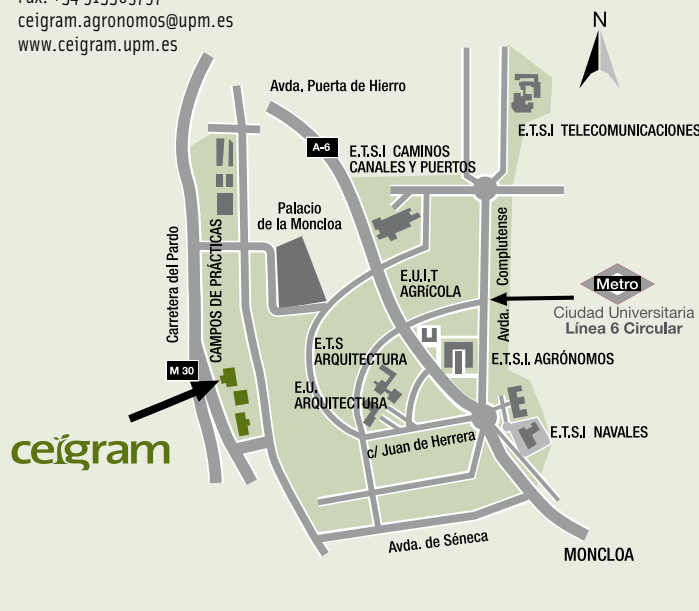 ceigram.agronomos@upm.es
www.ceigram.upm.es
N
Avda. Puerta de Hierro
E.T.S.I TELECOMUNICACIONES
A-6
E.T.S.I CAMINOS
CANALES Y PUERTOS
Palacio
de la Moncloa
Carretera del Pardo
CAMPOS DE PRÁCTICAS
Avda. Complutense
E.U.I.T
AGRÍCOLA
Metro
Ciudad Universitaria
Línea 6 Circular
E.T.S
ARQUITECTURA
E.T.S.I. AGRÓNOMOS
M 30
E.U.
ARQUITECTURA
E.T.S.I NAVALES
ceigram
c/ Juan de Herrera
Avda. de Séneca
MONCLOA